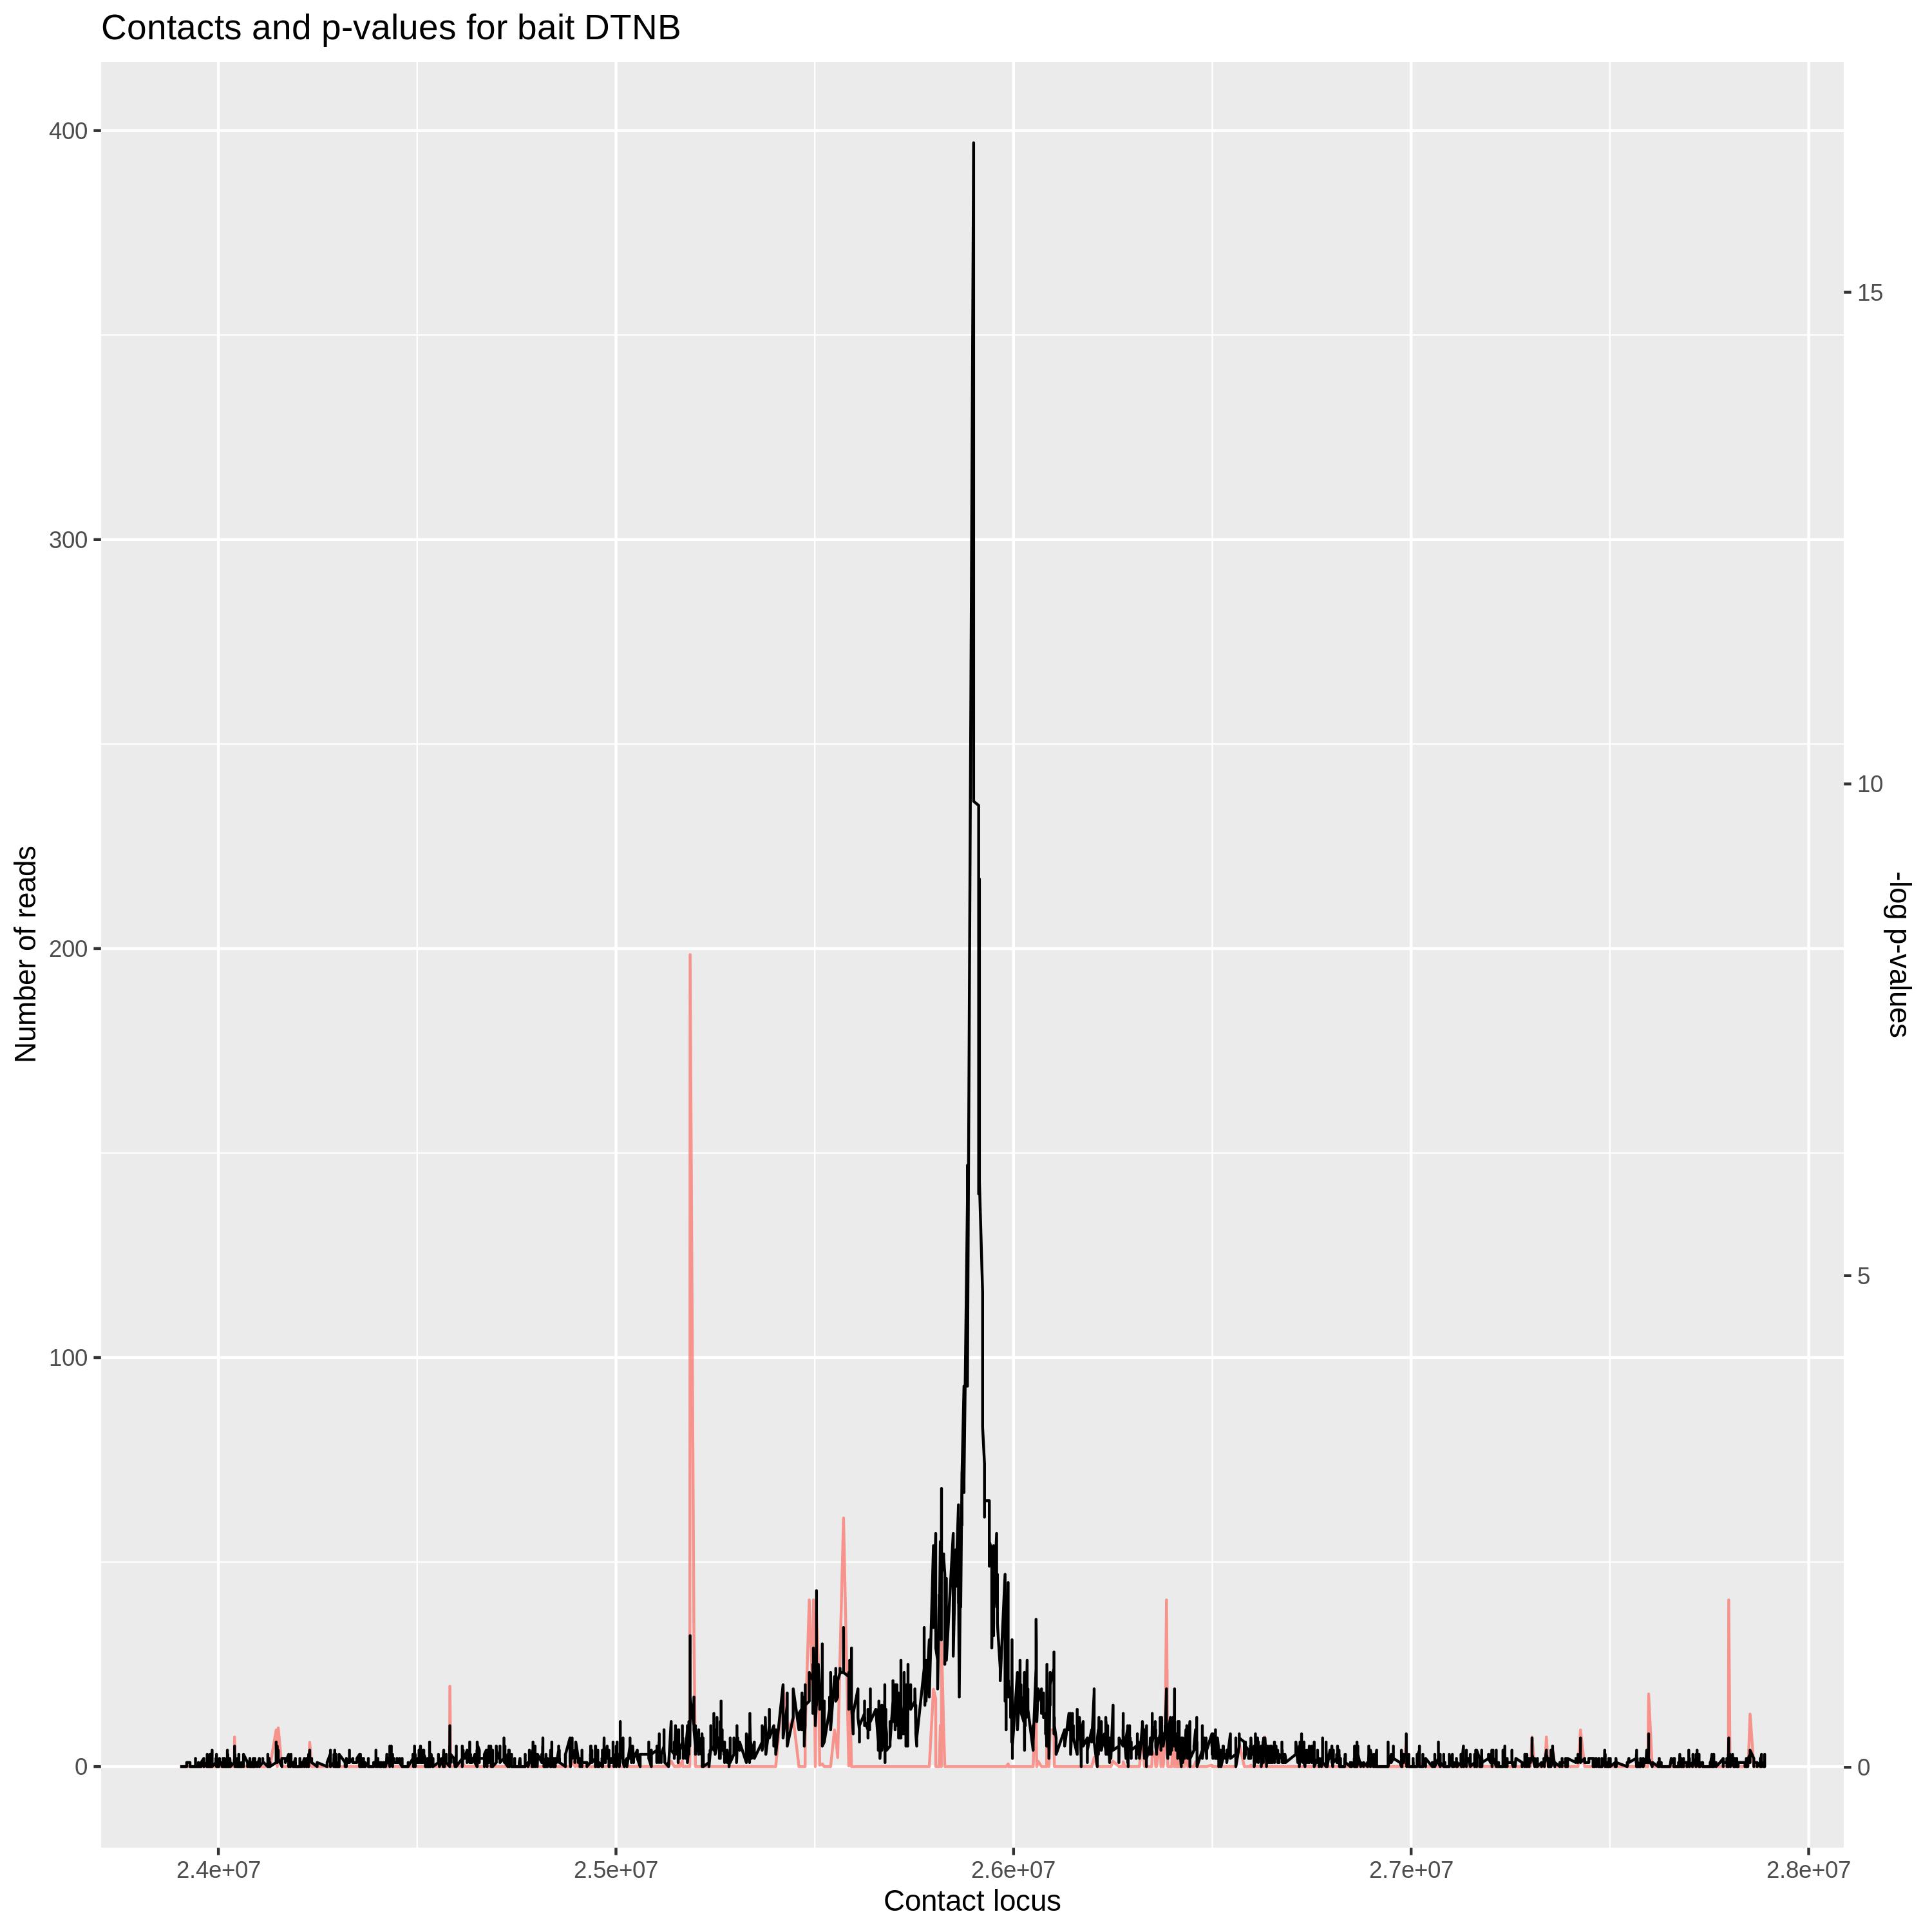 Contacts and p-values for bait DTNB
400
300
200
100
0
Number of reads
15
10
5
0
-log p-values
2.4e+07
2.5e+07
2.6e+07
2.7e+07
2.8e+07
Contact locus